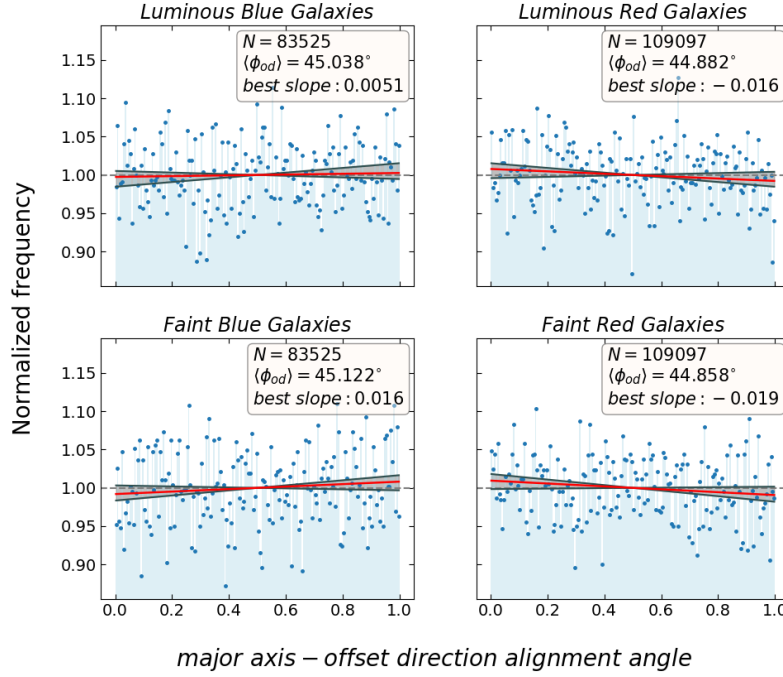 Luminous Blue Galaxies
N = 83525
⟨ϕod⟩ = 45.038°
best slope : 0.0051
Luminous Red Galaxies
N = 109097
⟨ϕod⟩ = 44.882°
best slope : − 0.016
1.15
1.10
1.05
1.00
0.95
0.90
Faint Blue Galaxies
N = 83525
⟨ϕod⟩ = 45.122°
best slope : 0.016
Faint Red Galaxies
N = 109097
⟨ϕod⟩ = 44.858°
best slope : − 0.019
1.15
1.10
1.05
1.00
0.95
0.90
0.0 0.2 0.4 0.6 0.8 1.0
0.0 0.2 0.4 0.6 0.8 1.0
Normalized frequency
major axis − offset direction alignment angle